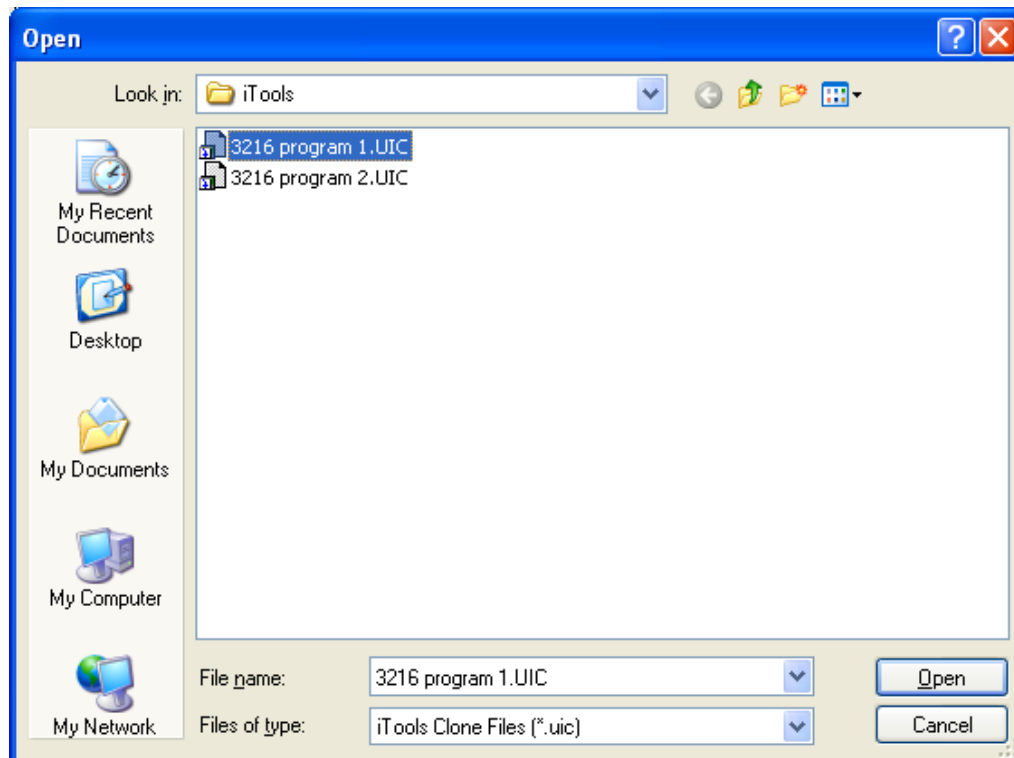 Open
Look in:
iTools
3216 program 1.UIC
3216 program 2.UIC
My Recent
Documents
Desktop
My Documents
My Computer
My Network
File name:
3216 program 1.UIC
Open
Files of type:
iTools Clone Files (*.uic)
Cancel